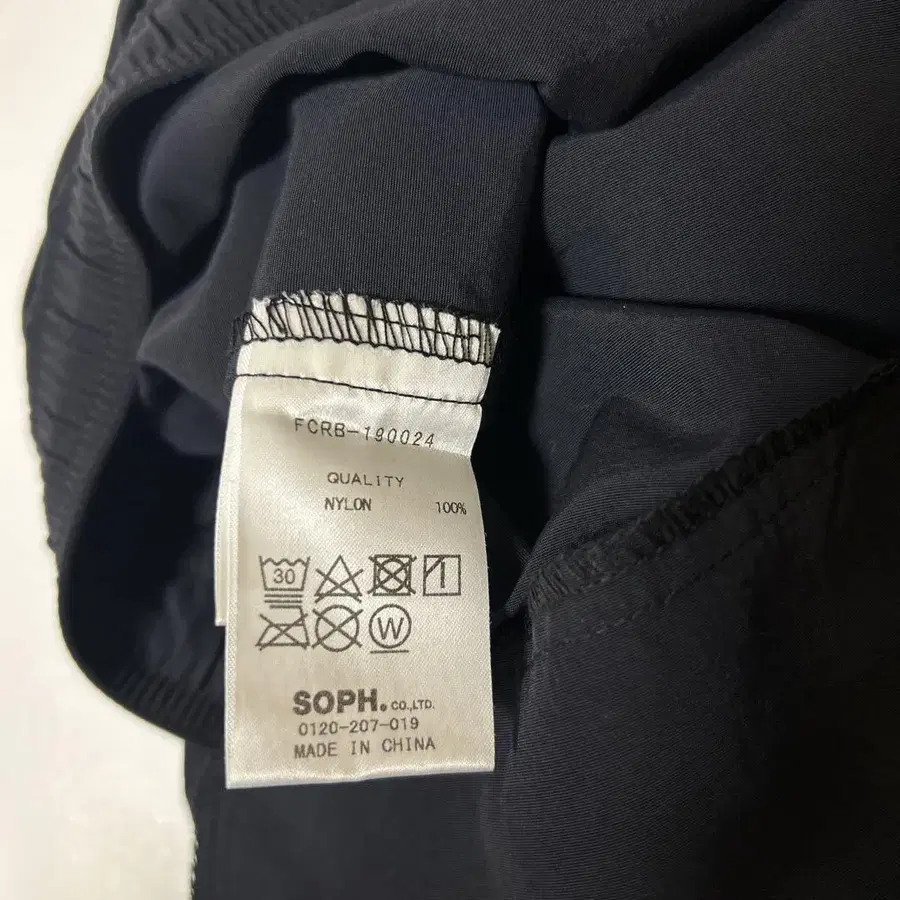 FCRB-190024
QUALITY
NYLON 100%
30
W
SOPH. CO.,LTD.
0120-207-019
MADE IN CHINA